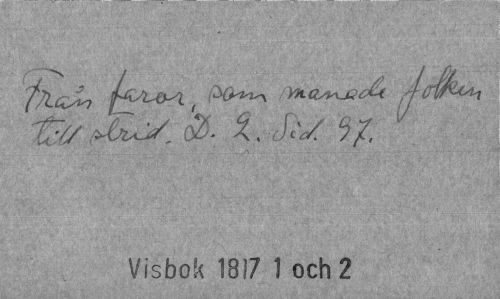 Från faror, som manade folken
till strid. D. 2. Sid. 97.
Visbok 1817 1 och 2